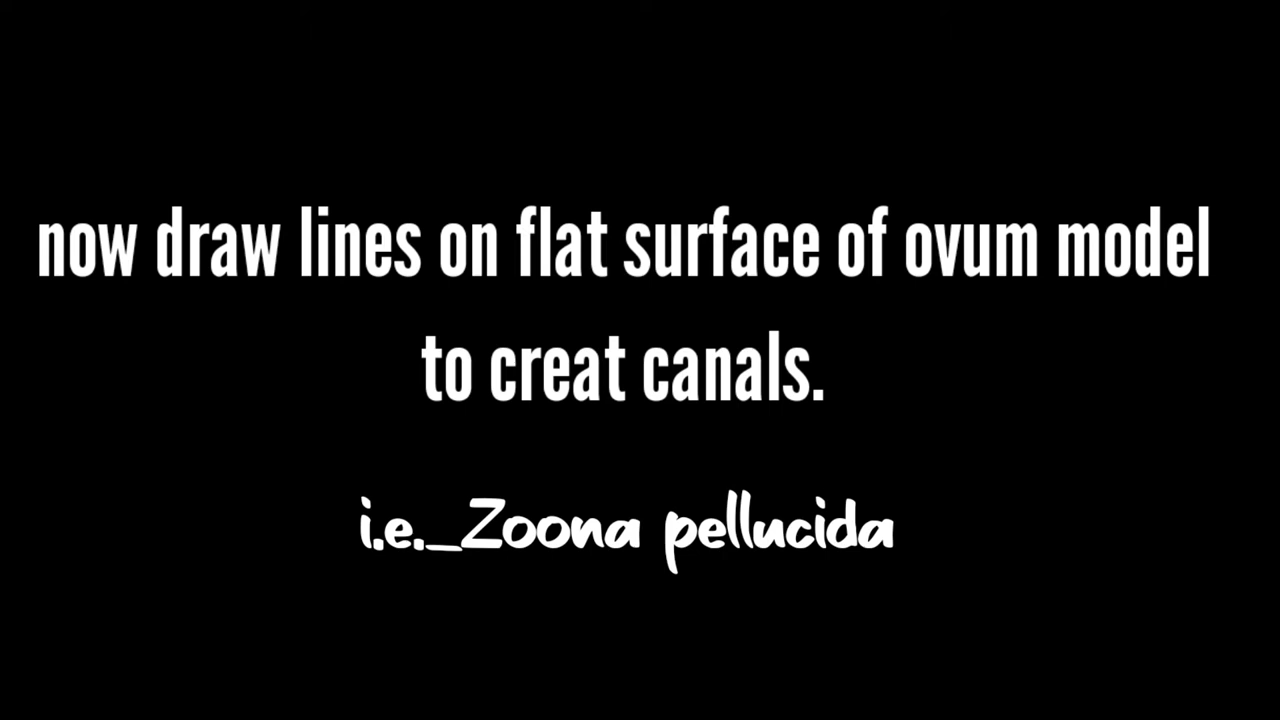 now draw lines on flat surface of ovum model
to creat canals.
i.e._Zoona pellucida